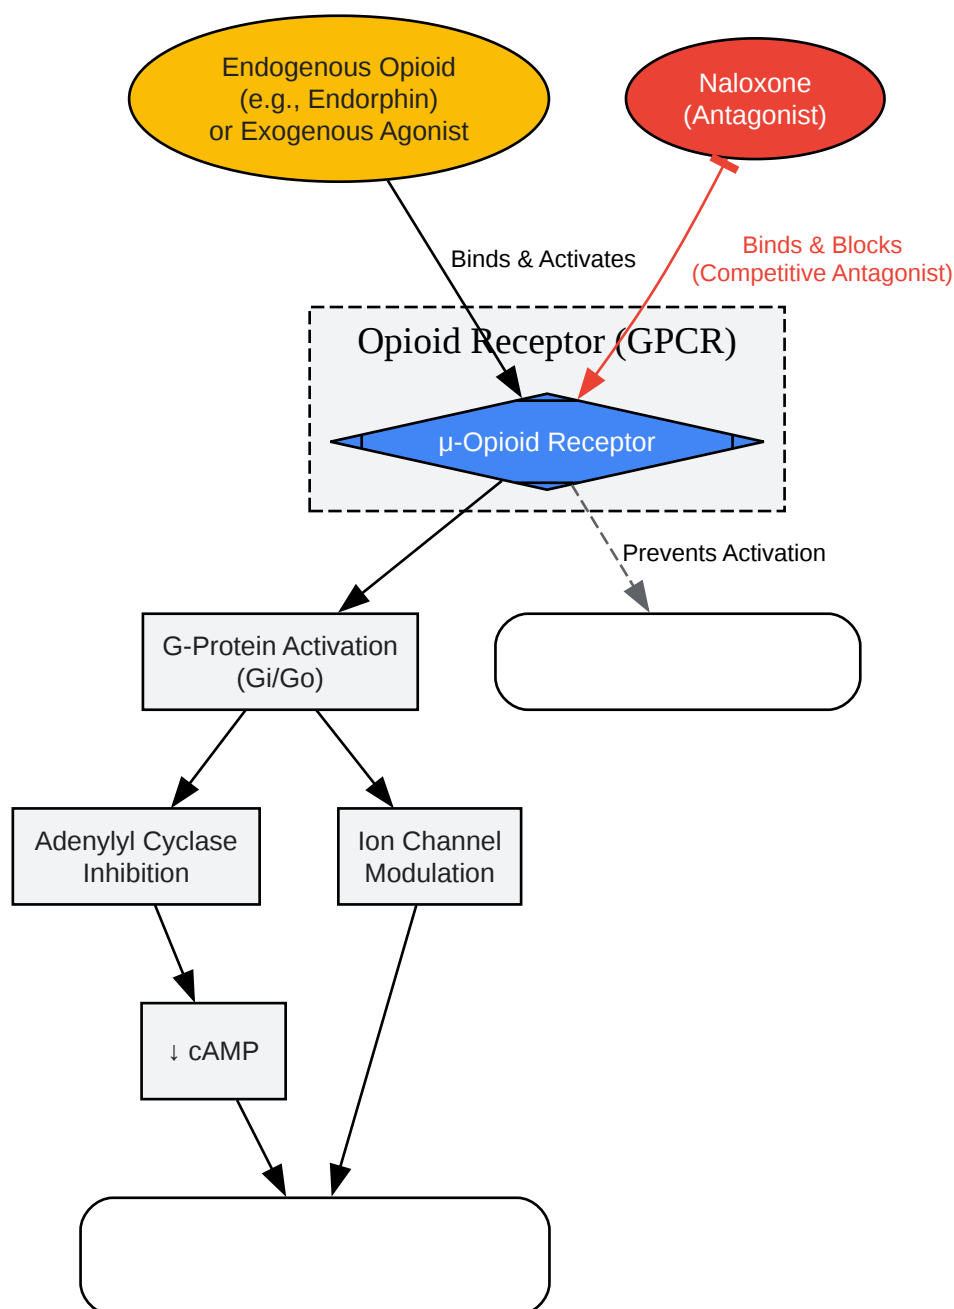 Endogenous Opioid
(e.g., Endorphin)
or Exogenous Agonist
Naloxone
(Antagonist)
Binds & Activates
Binds & Blocks
(Competitive Antagonist)
Opioid Receptor (GPCR)
μ-Opioid Receptor
Prevents Activation
G-Protein Activation
(Gi/Go)
Adenylyl Cyclase
Inhibition
Ion Channel
Modulation
↓ cAMP